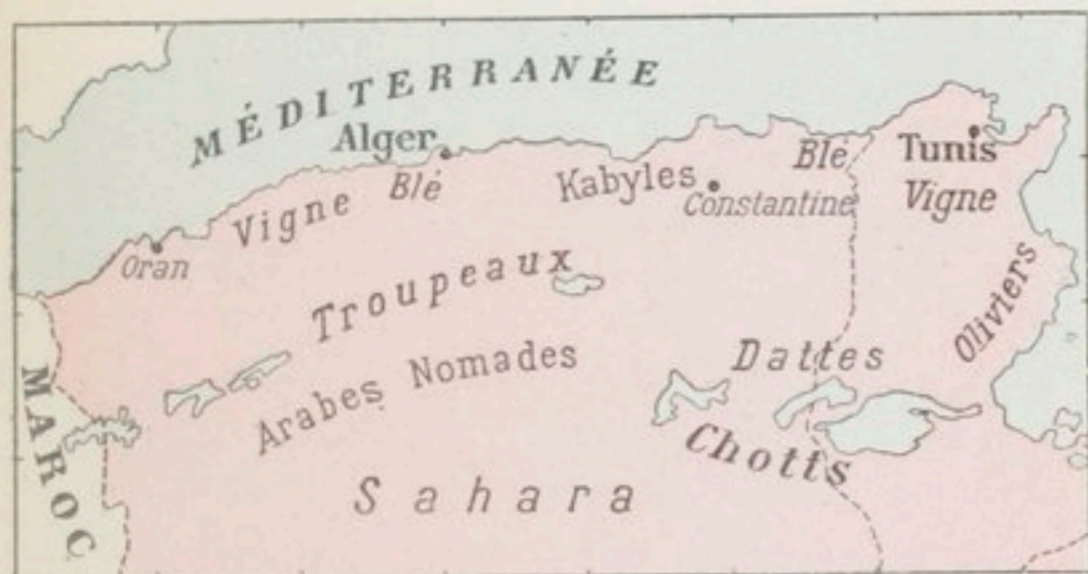 MÉDITERRANÉE
Alger
Blé
Tunis
Blé
Kabyles
Vigne
Constantine
Vigne
Oran
Troupeaux
Oliviers
Dattes
Arabes Nomades
MAROC
Chotts
Sahara